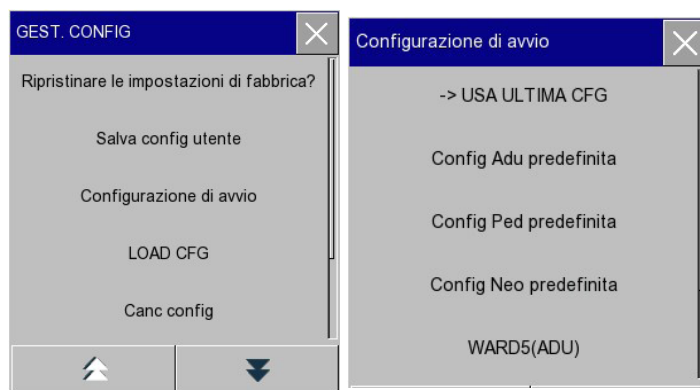 GEST. CONFIG
Ripristinare le impostazioni di fabbrica?
Salva config utente
Configurazione di avvio
LOAD CFG
Canc config
Configurazione di avvio
-> USA ULTIMA CFG
Config Adu predefinita
Config Ped predefinita
Config Neo predefinita
WARD5(ADU)